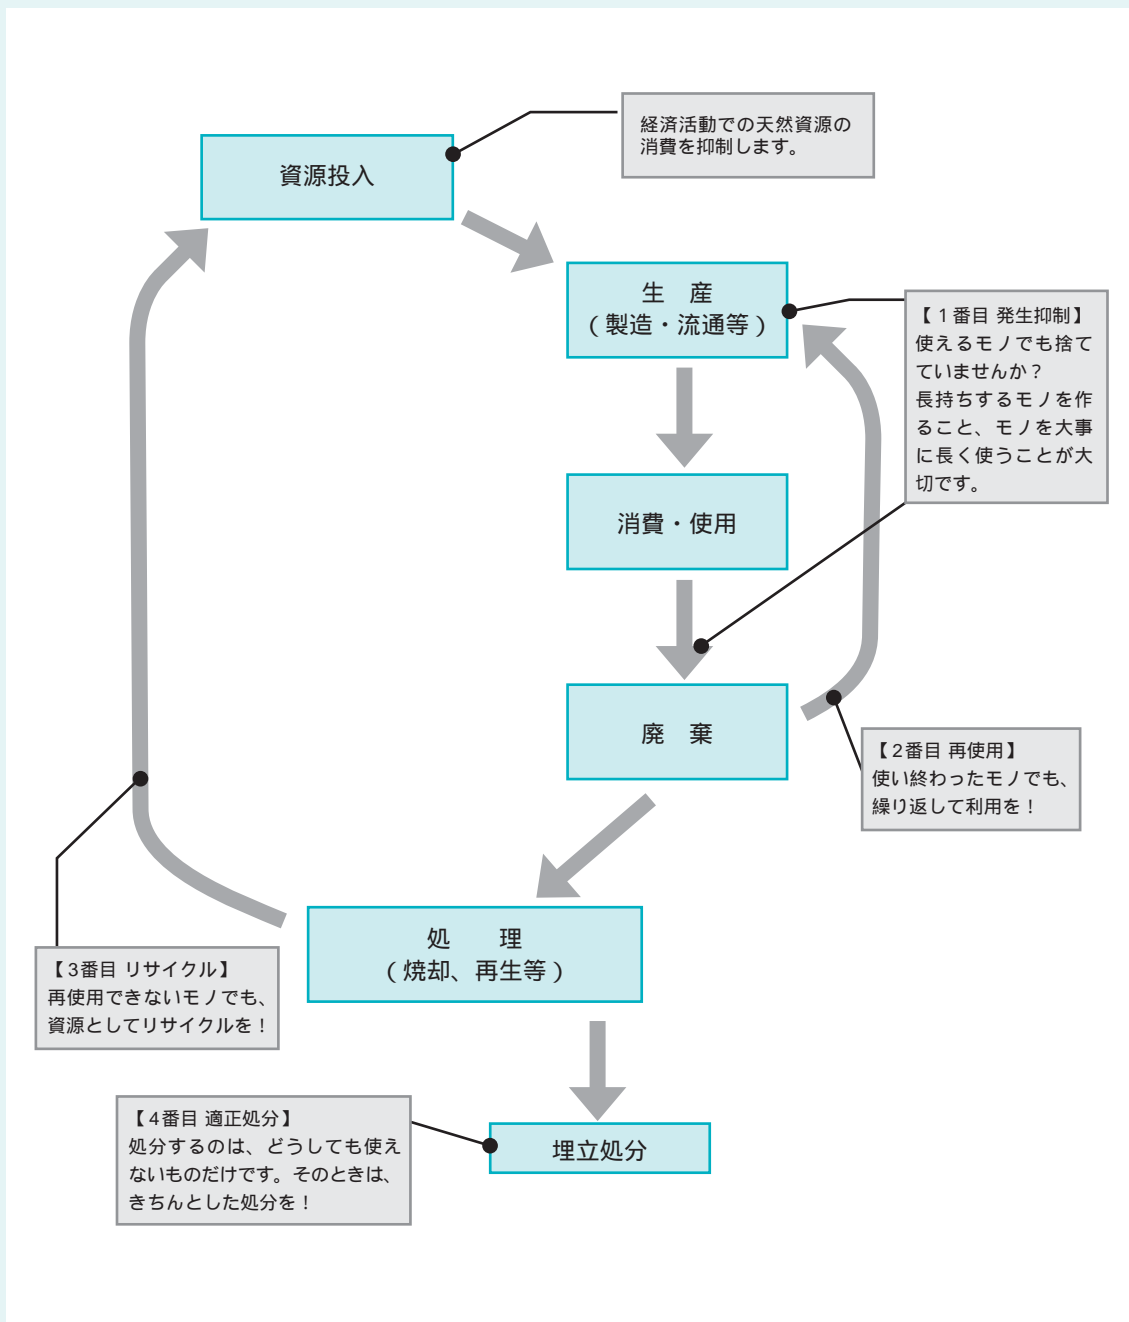 経済活動での天然資源の
消費を抑制します。
資源投入
生　産
（製造・流通等）
【１番目 発生抑制】
使えるモノでも捨て
ていませんか？
長持ちするモノを作
ること、モノを大事
に長く使うことが大
切です。
消費・使用
廃　棄
【2番目 再使用】
使い終わったモノでも、
繰り返して利用を！
処　　理
（焼却、再生等）
【3番目 リサイクル】
再使用できないモノでも、
資源としてリサイクルを！
【4番目 適正処分】
処分するのは、どうしても使え
ないものだけです。そのときは、
きちんとした処分を！
埋立処分